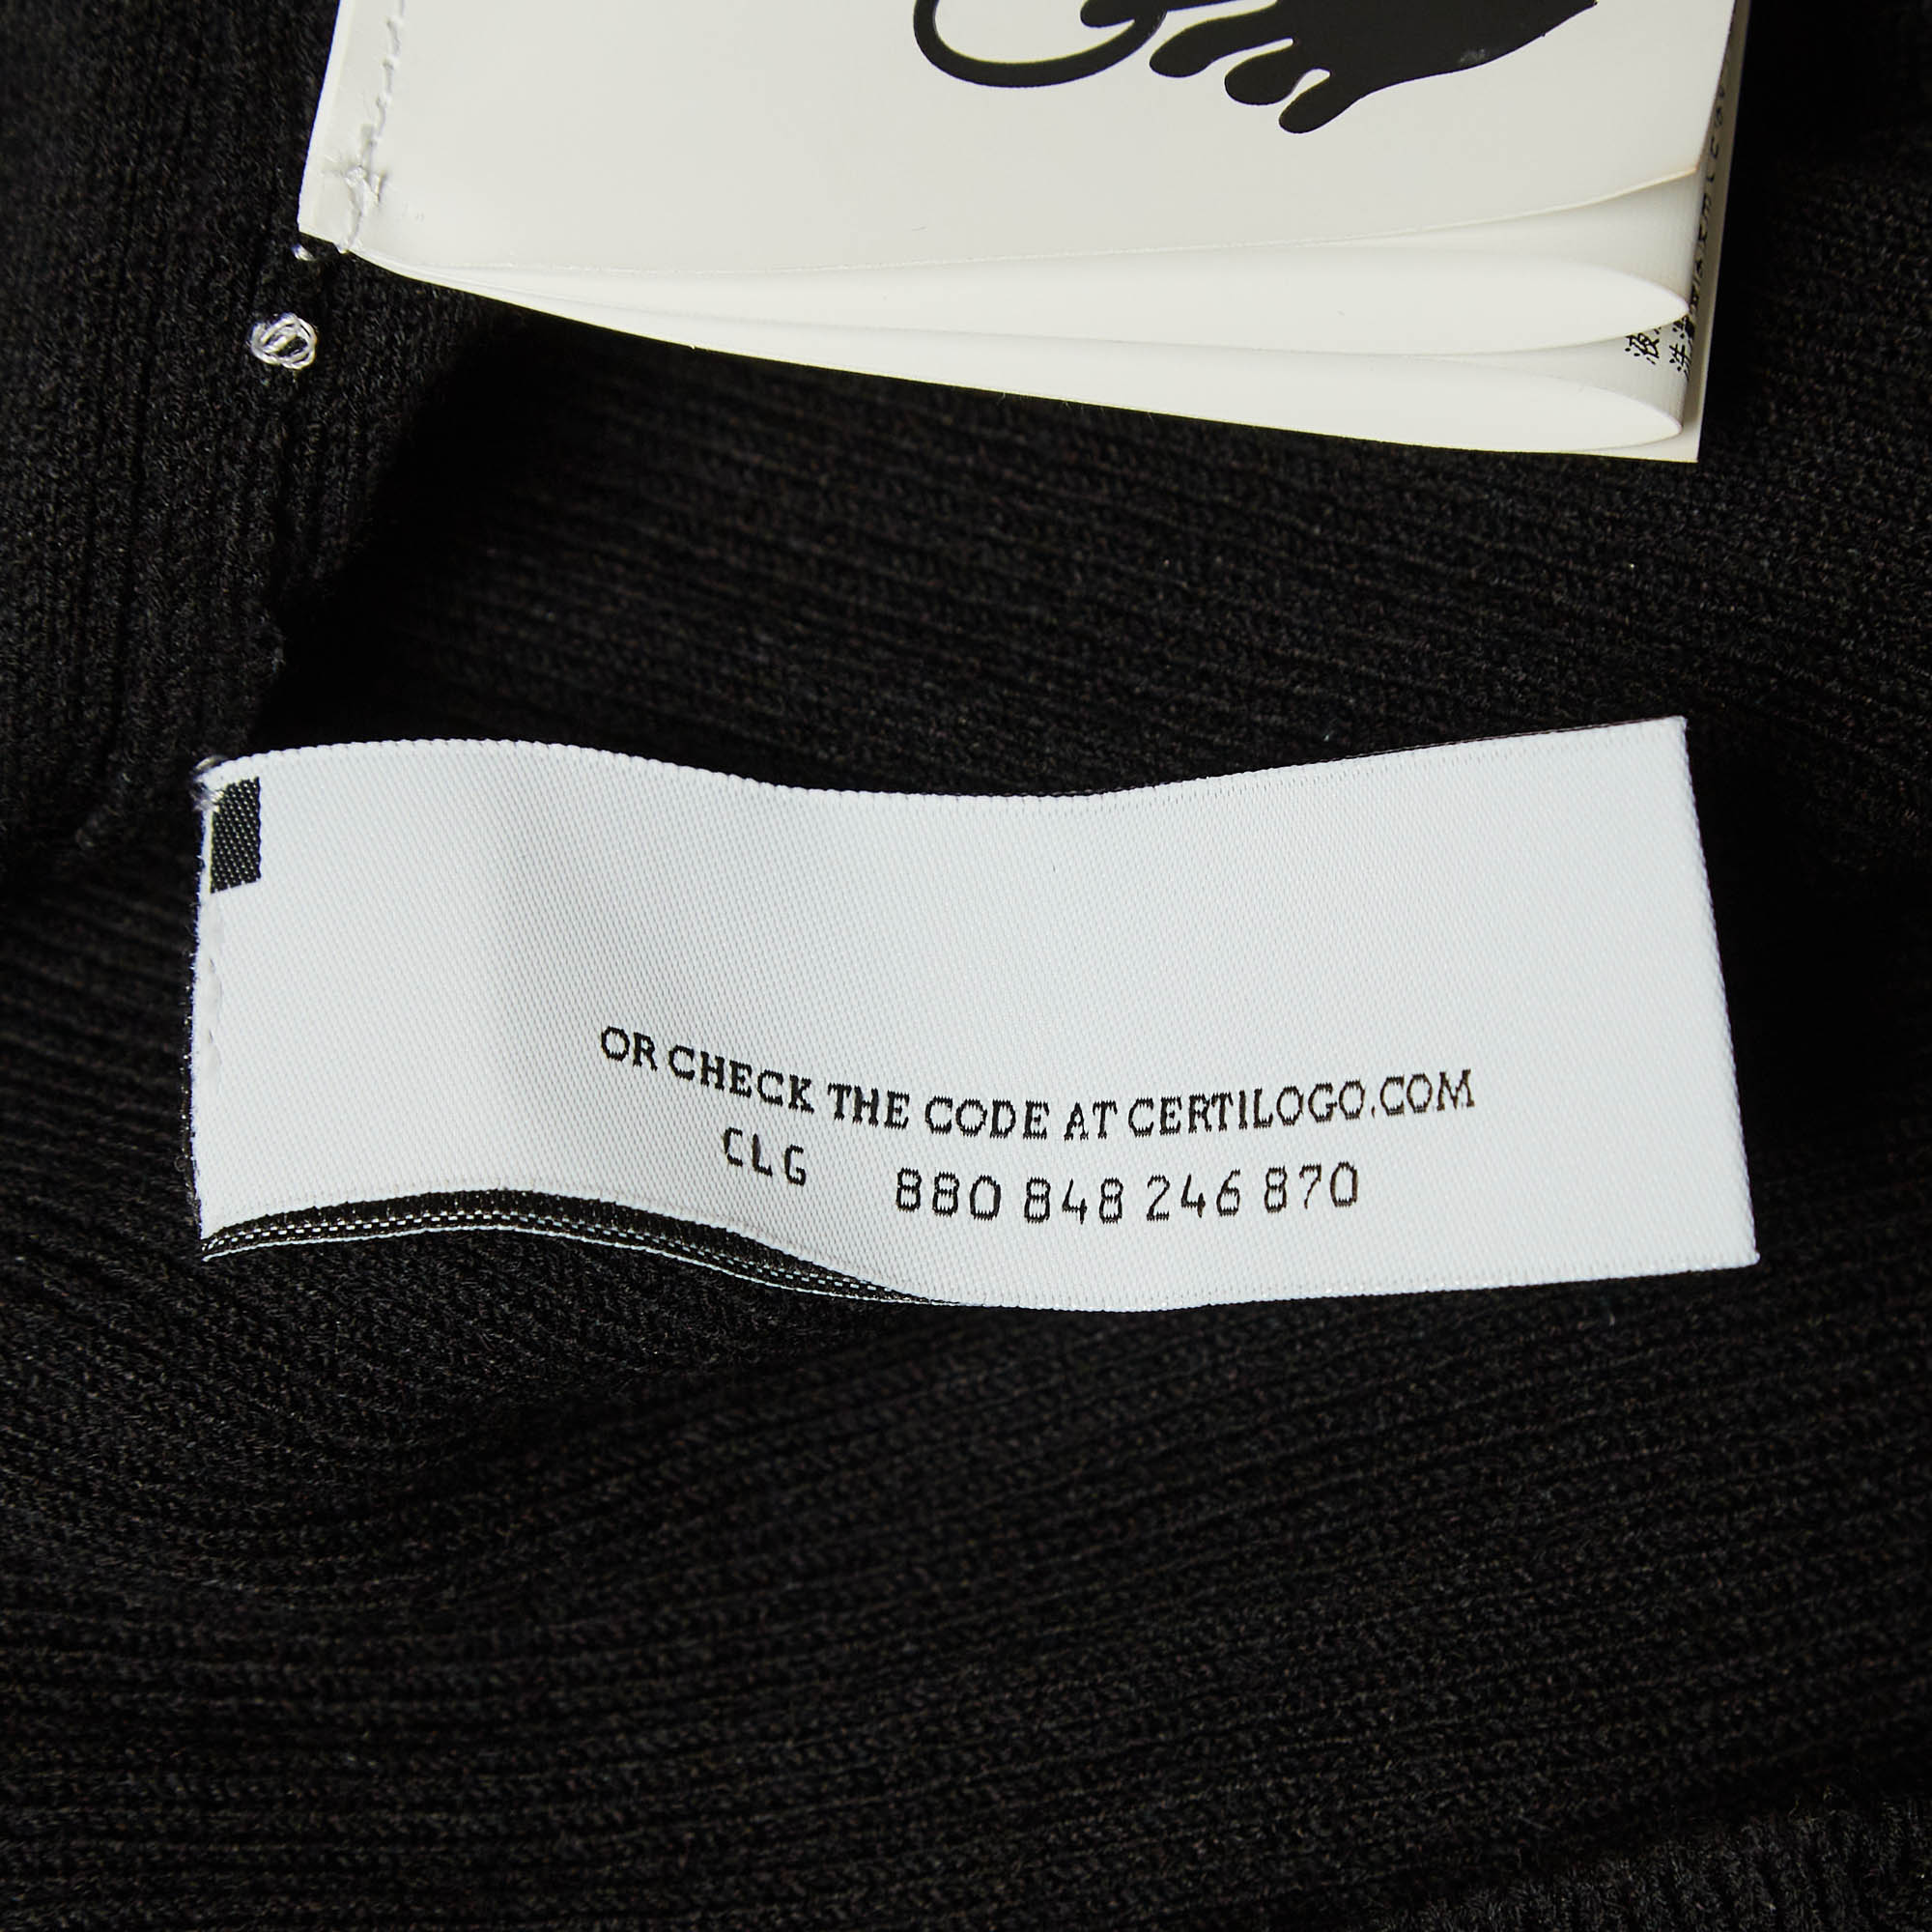 OR CHECK THE CODE AT CERTILOGO.COM
CLG 880 848 246 870